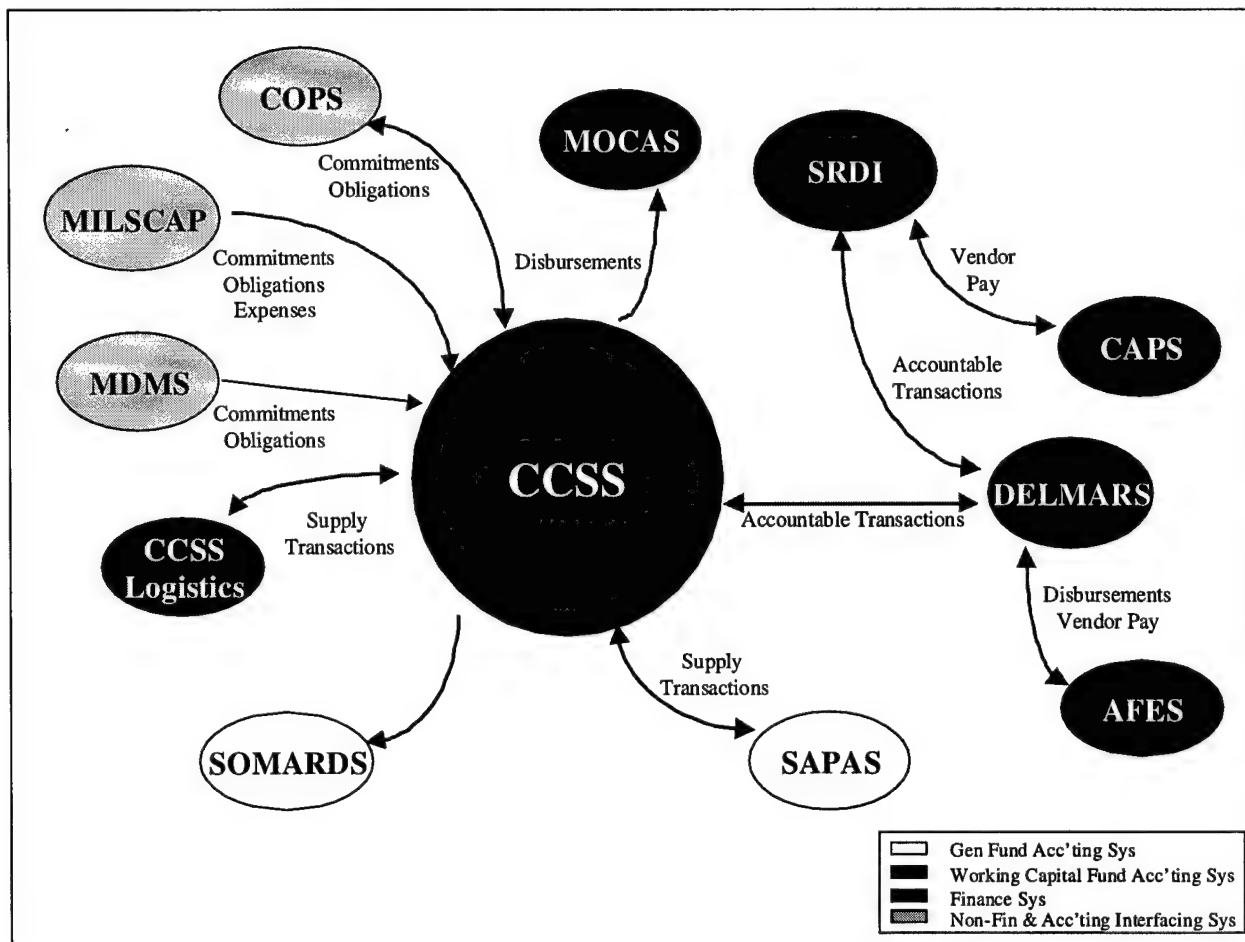 COPS
MOCAS
SRDI
MILSCAP
Commitments
Obligations
Commitments
Obligations
Expenses
Disbursements
Vendor
Pay
CAPS
MDMS
Commitments
Obligations
Accountable
Transactions
CCSS
DELMARS
Accountable Transactions
CCSS
Logistics
Supply
Transactions
Disbursements
Vendor Pay
AFES
Supply
Transactions
SOMARDS
SAPAS
Gen Fund Acc'ting Sys
Working Capital Fund Acc'ting Sys
Finance Sys
Non-Fin & Acc'ting Interfacing Sys